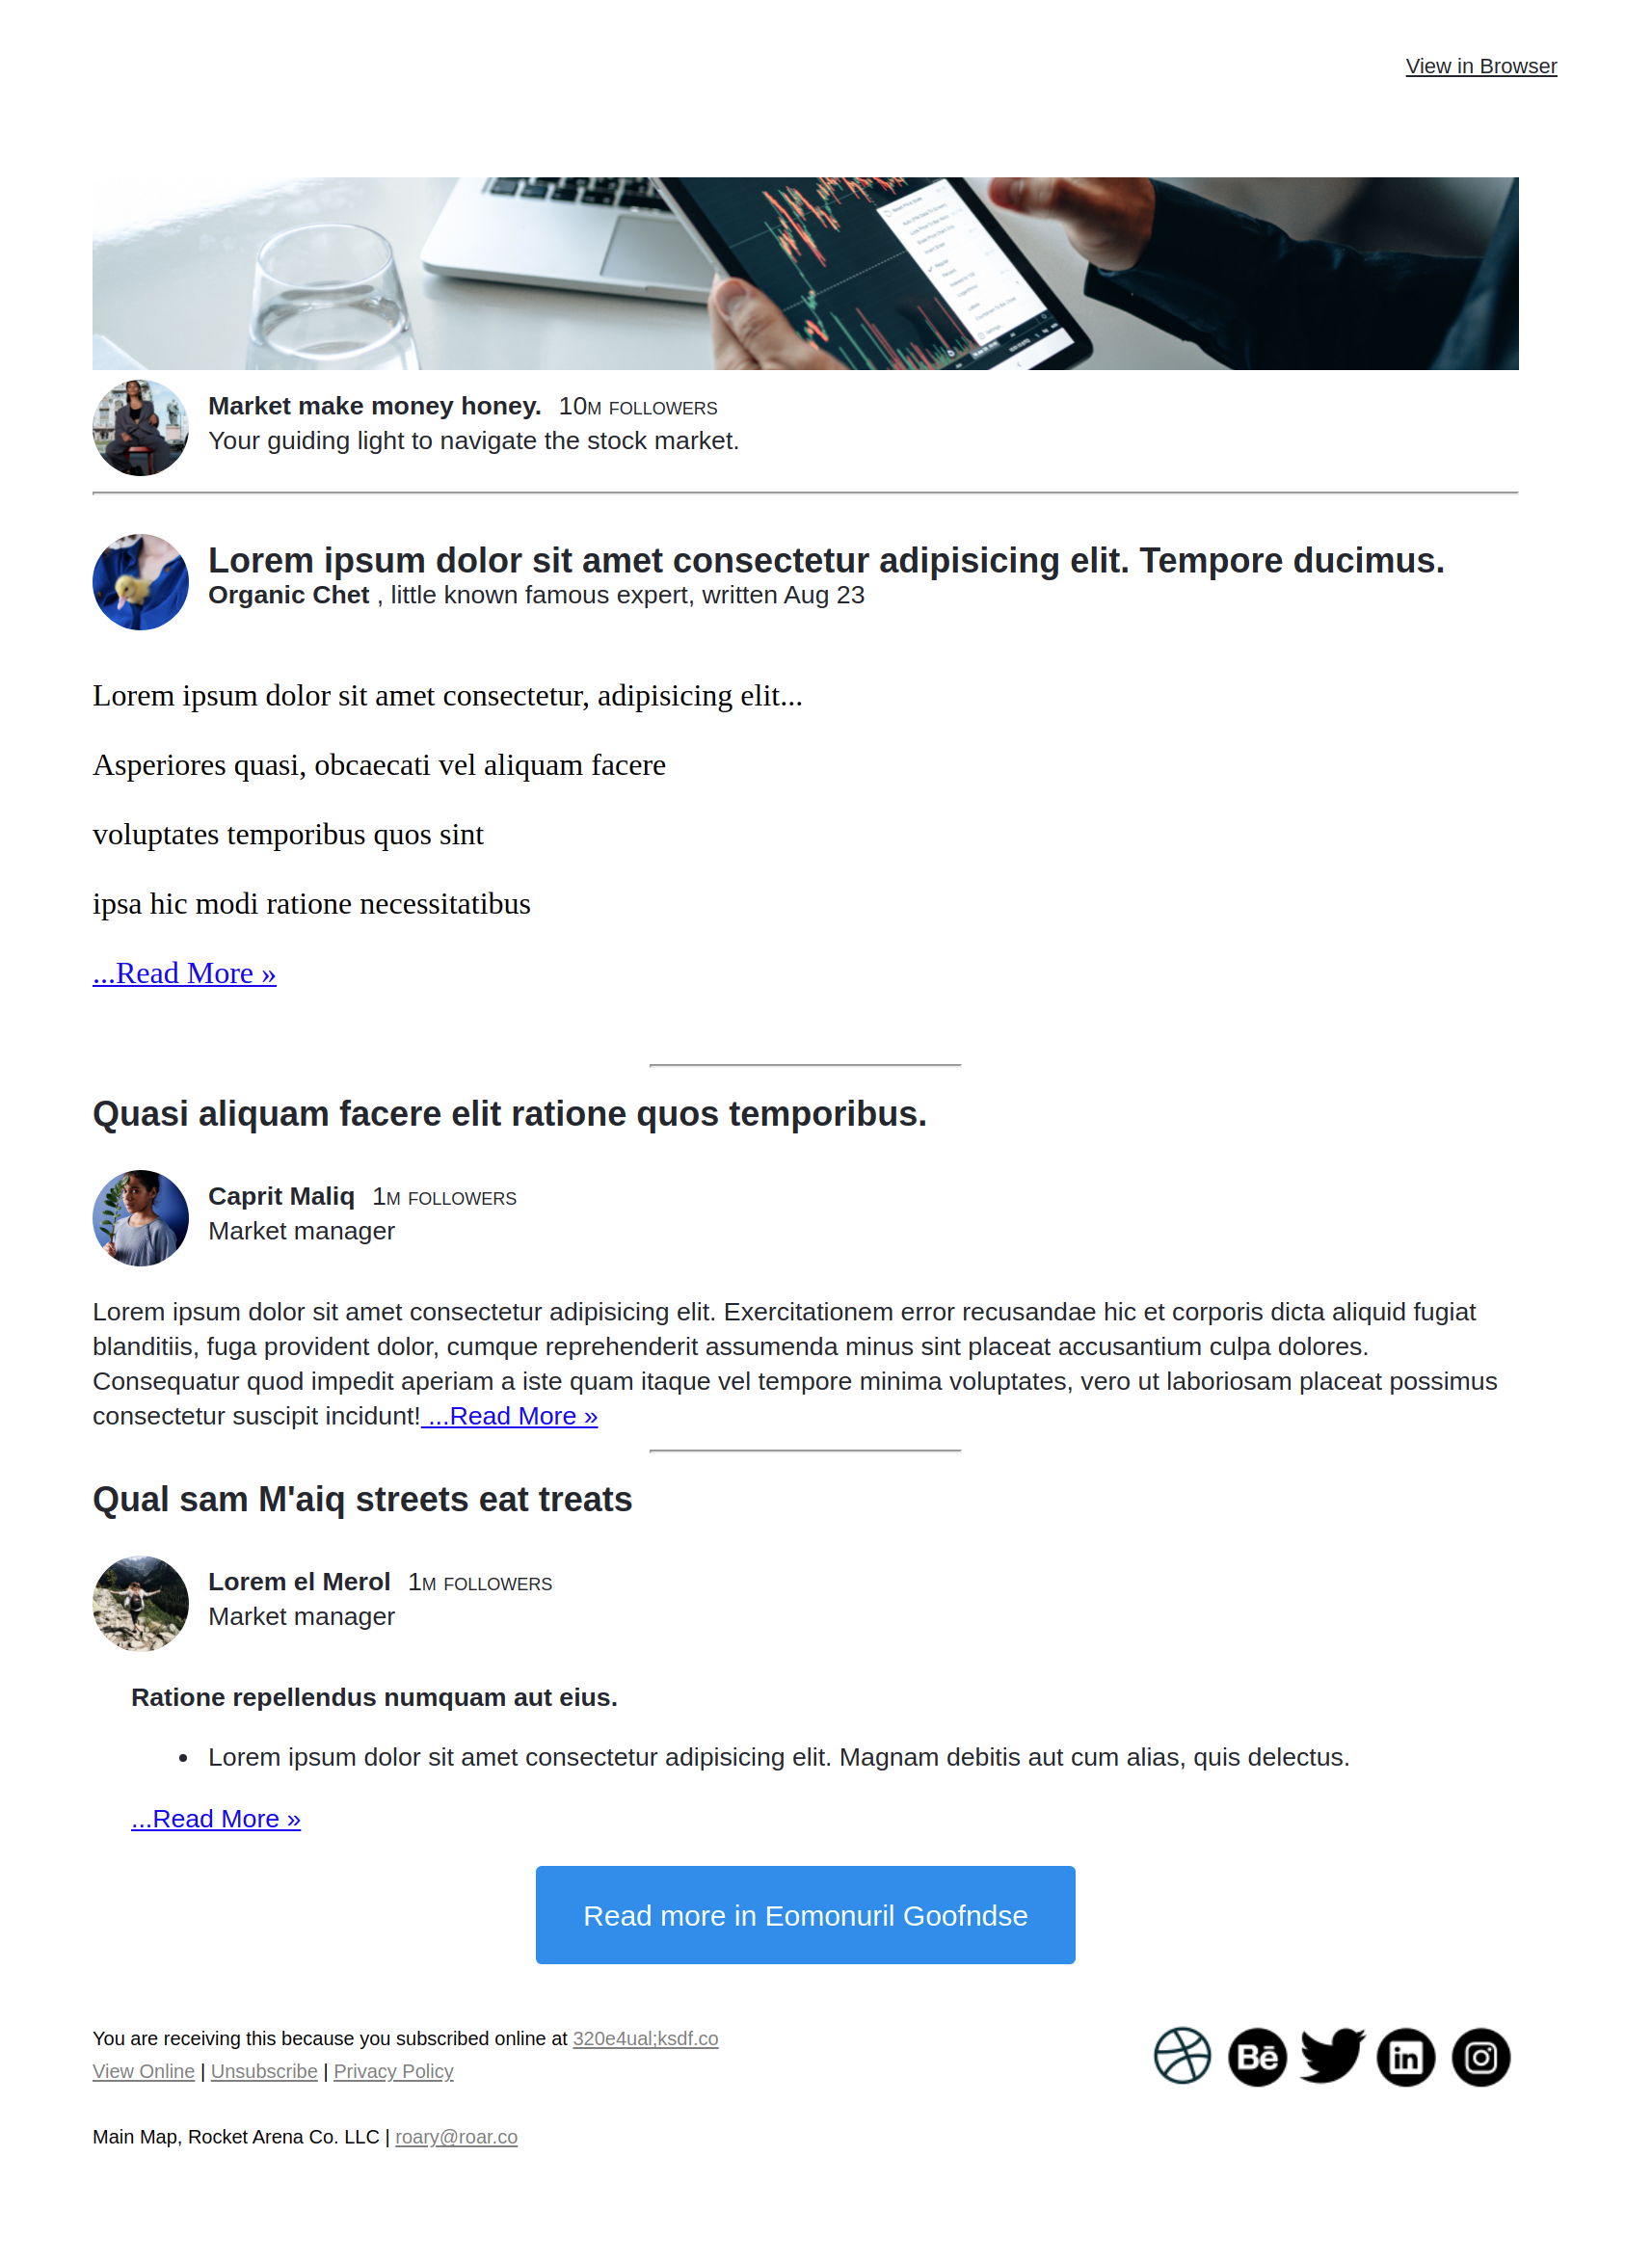 View in Browser
Market make money honey. 10M FOLLOWERS
Your guiding light to navigate the stock market.
Lorem ipsum dolor sit amet consectetur adipisicing elit. Tempore ducimus.
Organic Chet , little known famous expert, written Aug 23
Lorem ipsum dolor sit amet consectetur, adipisicing elit...
Asperiores quasi, obcaecati vel aliquam facere
voluptates temporibus quos sint
ipsa hic modi ratione necessitatibus
...Read More »
Quasi aliquam facere elit ratione quos temporibus.
Caprit Maliq 1M FOLLOWERS
Market manager
Lorem ipsum dolor sit amet consectetur adipisicing elit. Exercitationem error recusandae hic et corporis dicta aliquid fugiat
blanditiis, fuga provident dolor, cumque reprehenderit assumenda minus sint placeat accusantium culpa dolores.
Consequatur quod impedit aperiam a iste quam itaque vel tempore minima voluptates, vero ut laboriosam placeat possimus
consectetur suscipit incidunt! ...Read More »
Qual sam M'aiq streets eat treats
Lorem el Merol 1M FOLLOWERS
Market manager
Ratione repellendus numquam aut eius.
• Lorem ipsum dolor sit amet consectetur adipisicing elit. Magnam debitis aut cum alias, quis delectus.
...Read More »
Read more in Eomonuril Goofndse
You are receiving this because you subscribed online at 320e4ual;ksdf.co
View Online | Unsubscribe | Privacy Policy
Bē in
Main Map, Rocket Arena Co. LLC | roary@roar.co